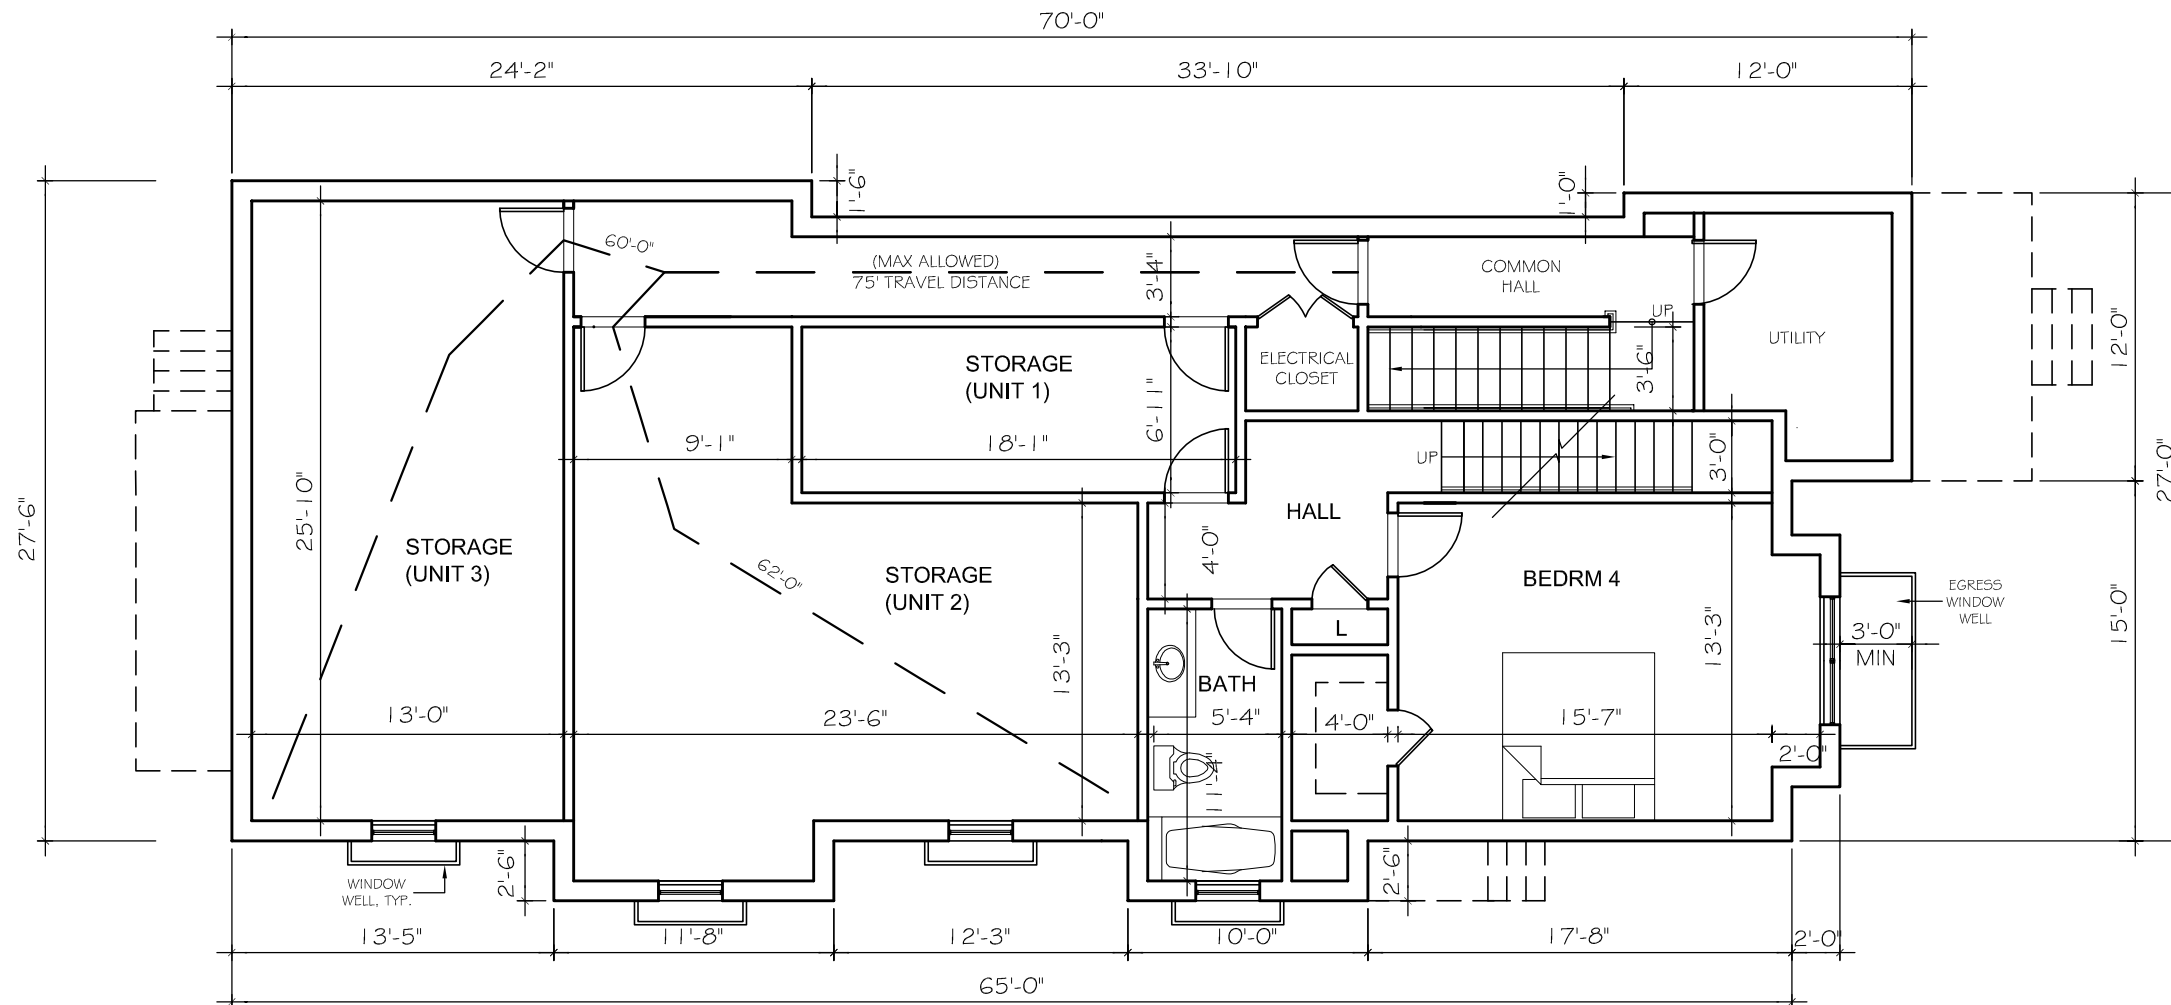 70'-0"
24'-2"
33'-10"
12'-0"
1'-6"
1'-0"
60'-0"
(MAX ALLOWED)
75' TRAVEL DISTANCE
3'-4"
COMMON
HALL
UP
UTILITY
STORAGE
(UNIT 1)
ELECTRICAL
CLOSET
3'-6"
12'-0"
9'-1"
18'-1"
6'-11"
UP
3'-0"
27'-6"
25'-10"
27'-0"
HALL
STORAGE
(UNIT 3)
62'-0"
STORAGE
(UNIT 2)
4'-0"
BEDRM 4
EGRESS
WINDOW
WELL
L
3'-0"
MIN
15'-0"
13'-3"
13'-3"
BATH
13'-0"
23'-6"
5'-4"
4'-0"
15'-7"
2'-0"
11'-4"
WINDOW
WELL, TYP.
2'-6"
2'-6"
13'-5"
11'-8"
12'-3"
10'-0"
17'-8"
2'-0"
65'-0"